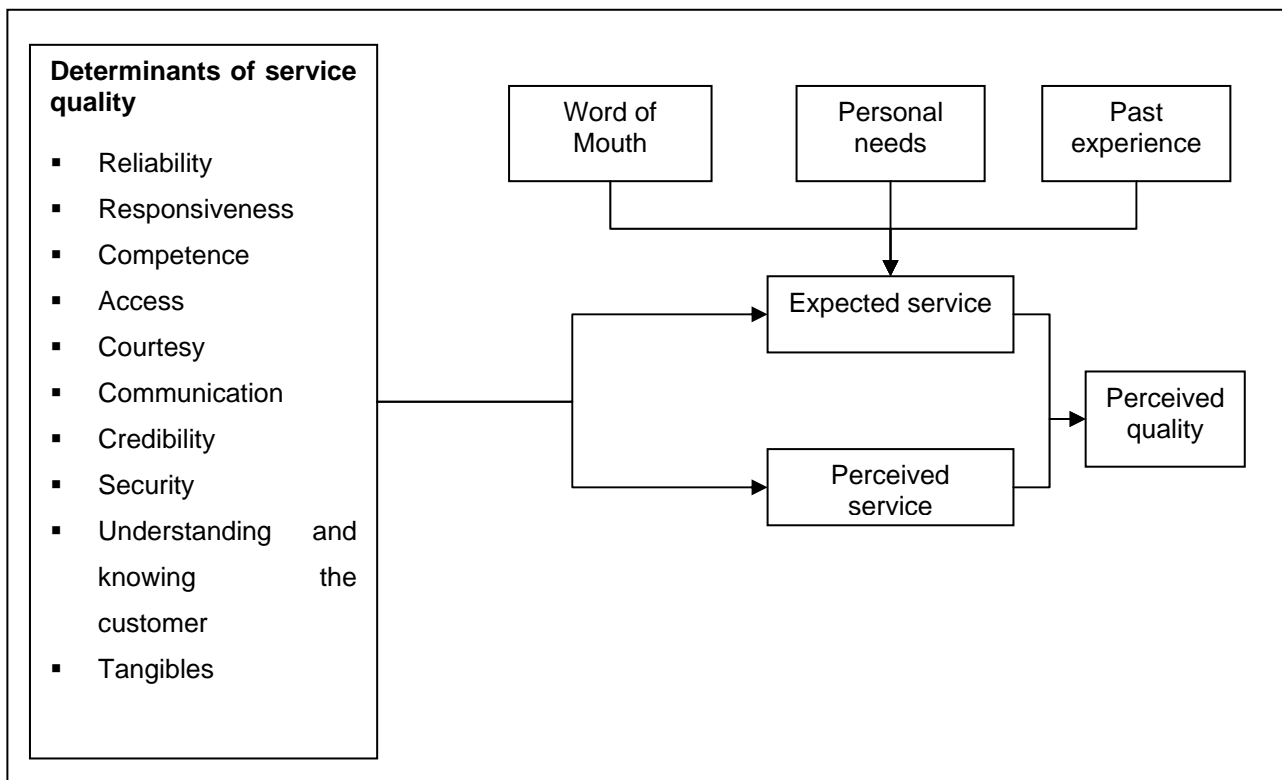 Determinants of service
quality
▪ Reliability
▪ Responsiveness
▪ Competence
▪ Access
▪ Courtesy
▪ Communication
▪ Credibility
▪ Security
▪ Understanding and
knowing the
customer
▪ Tangibles
Word of
Mouth
Personal
needs
Past
experience
Expected service
Perceived
service
Perceived
quality